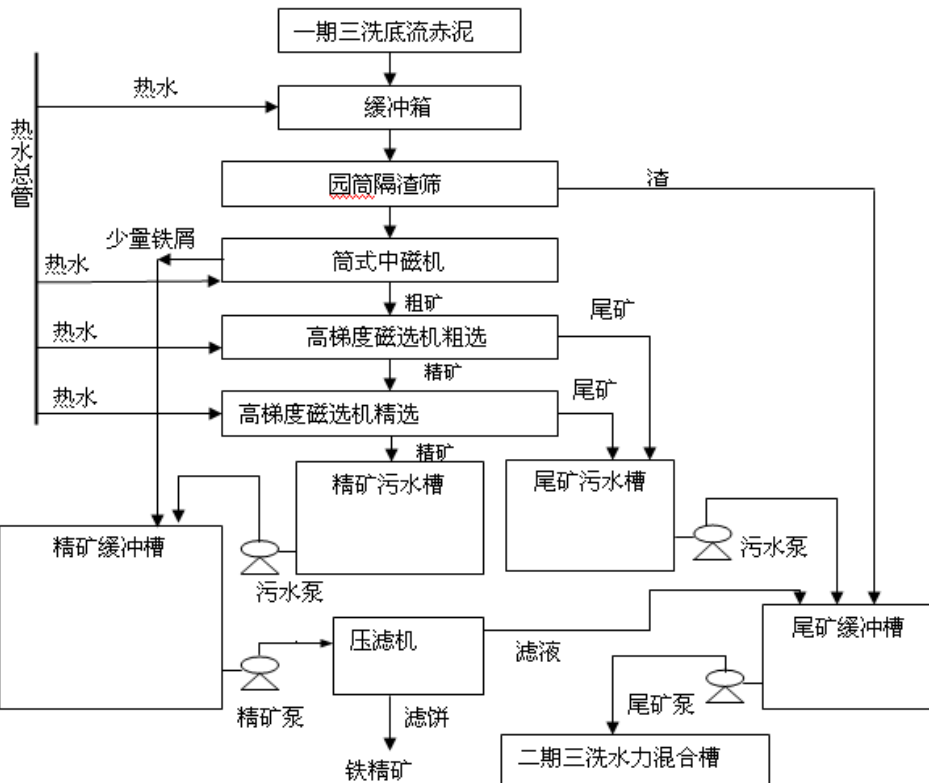 一期三洗底流赤泥
热水
缓冲箱
热水总管
园筒隔渣筛
渣
少量铁屑
热水
筒式中磁机
粗矿
尾矿
热水
高梯度磁选机粗选
精矿
尾矿
热水
高梯度磁选机精选
精矿
精矿污水槽
尾矿污水槽
精矿缓冲槽
污水泵
污水泵
压滤机
滤液
尾矿缓冲槽
精矿泵
滤饼
尾矿泵
铁精矿
二期三洗水力混合槽